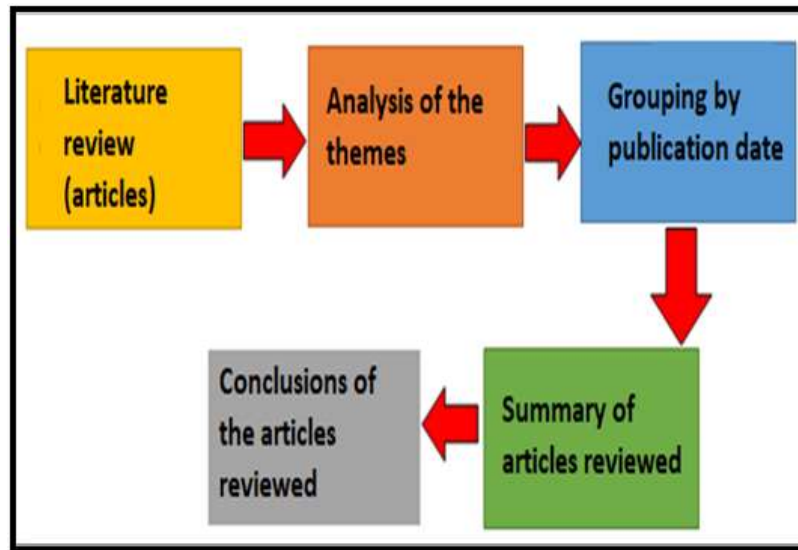 Literature
review
(articles)
Analysis of the
themes
Grouping by
publication date
Summary of
articles reviewed
Conclusions of
the articles
reviewed